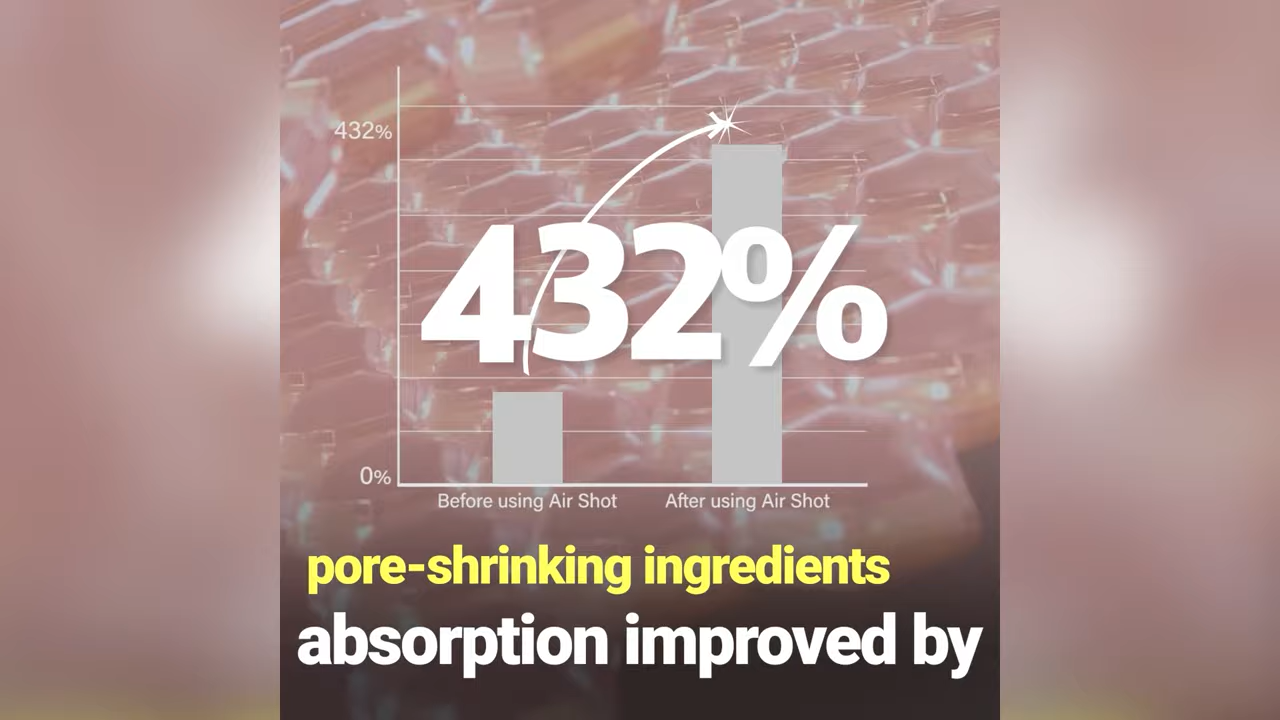 432%
432%
0%
Before using Air Shot
After using Air Shot
pore-shrinking ingredients
absorption improved by